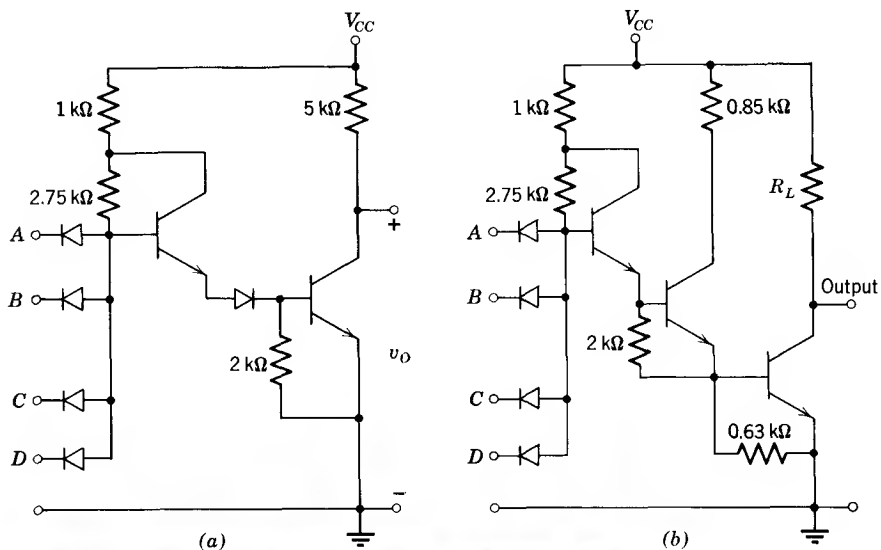 V_CC
1 kΩ
5 kΩ
2.75 kΩ
A
+
B
2 kΩ
v_O
C
D
−
(a)
V_CC
1 kΩ
0.85 kΩ
2.75 kΩ
R_L
A
B
Output
2 kΩ
C
0.63 kΩ
D
(b)